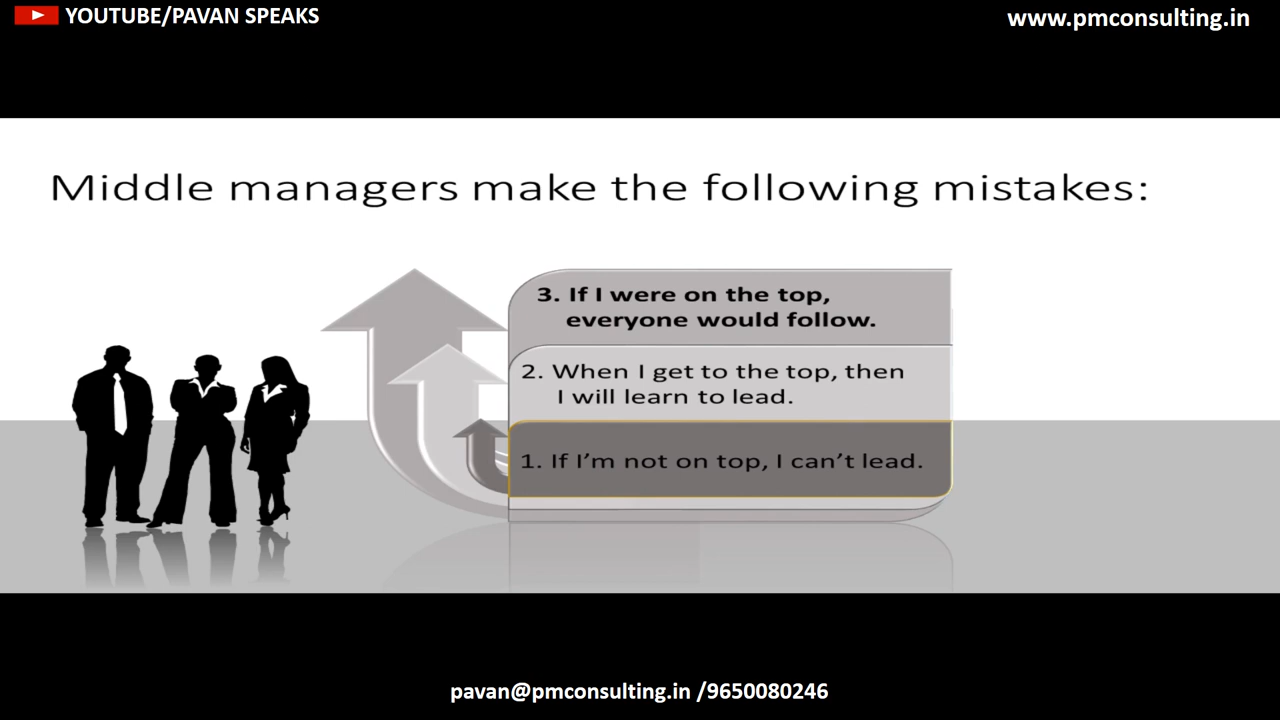 YOUTUBE/PAVAN SPEAKS
www.pmconsulting.in
Middle managers make the following mistakes:
3. If I were on the top,
everyone would follow.
2. When I get to the top, then
I will learn to lead.
1. If I’m not on top, I can’t lead.
pavan@pmconsulting.in /9650080246